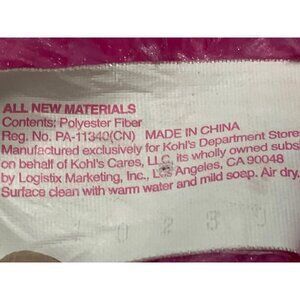 ALL NEW MATERIALS
Contents: Polyester Fiber
Reg. No. PA-11340(CN) MADE IN CHINA
Manufactured exclusively for Kohl's Department Store
on behalf of Kohl's Cares, LLC, its wholly owned subs
by Logistix Marketing, Inc., Los Angeles, CA 90048
Surface clean with warm water and mild soap. Air dry.